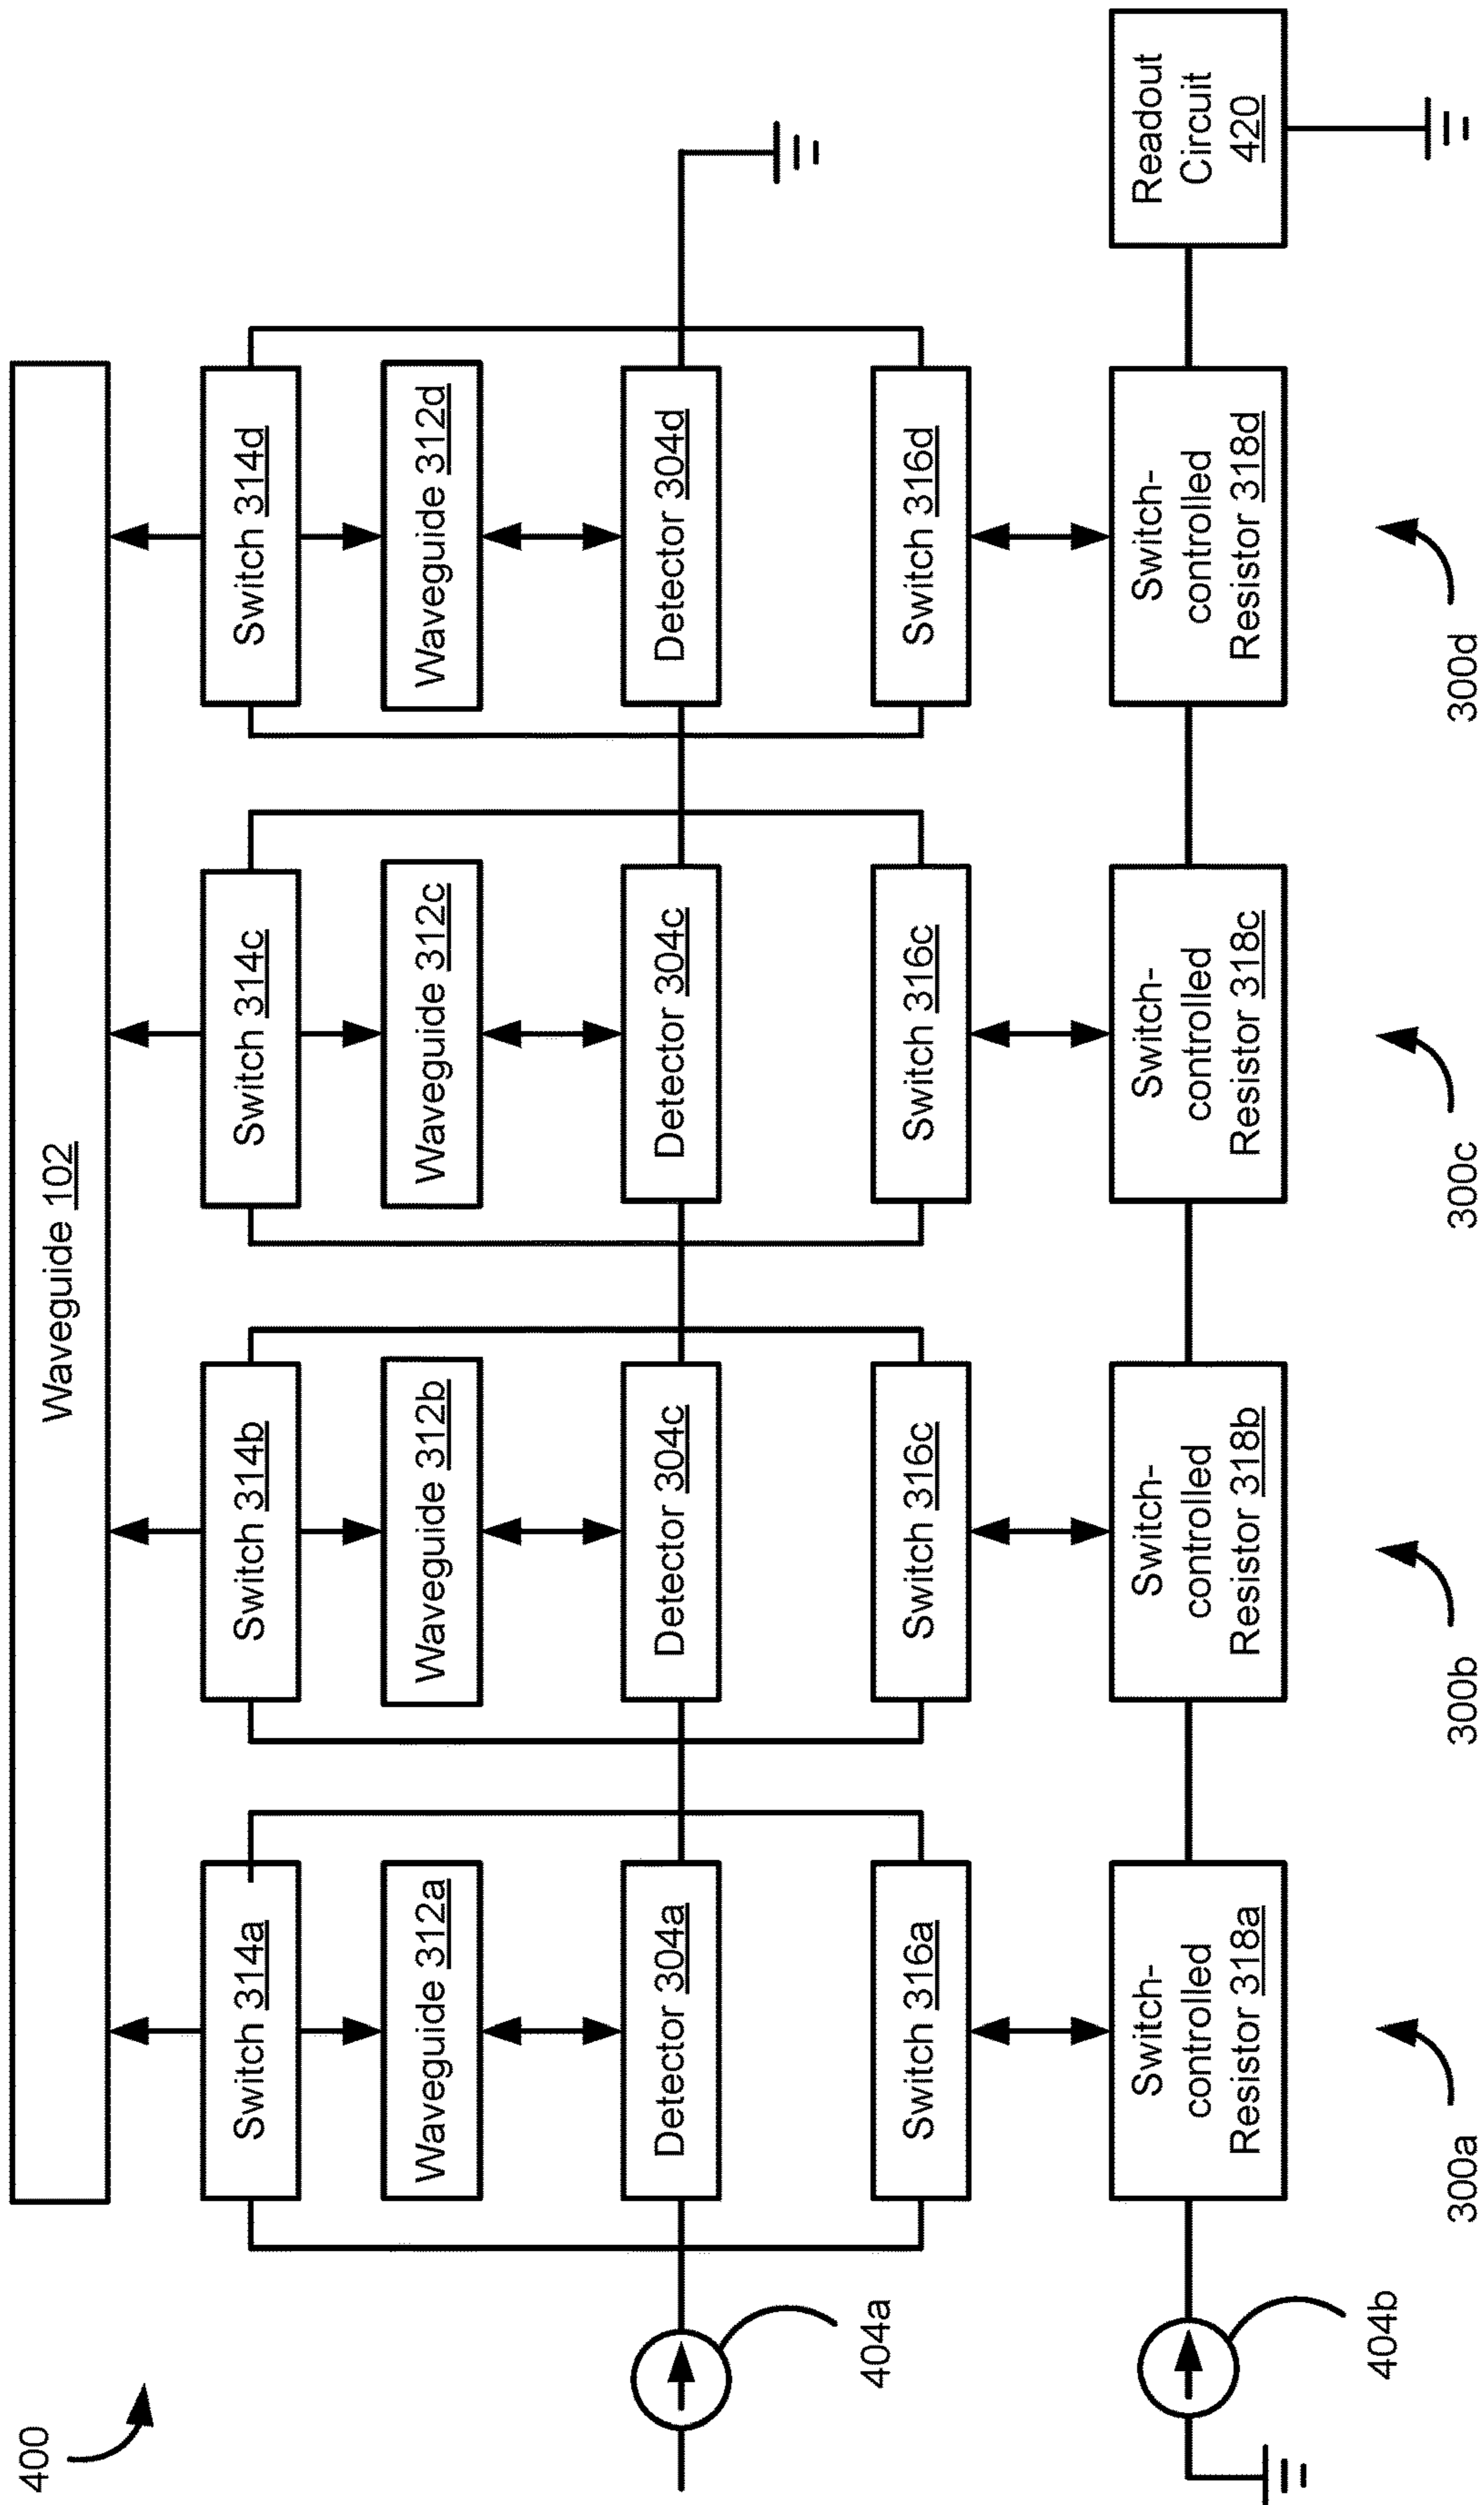 400
Waveguide 102
Switch 314a
Switch 314b
Switch 314c
Switch 314d
Waveguide 312a
Waveguide 312b
Waveguide 312c
Waveguide 312d
404a
Detector 304a
Detector 304c
Detector 304c
Detector 304d
Switch 316a
Switch 316c
Switch 316c
Switch 316d
404b
Switch-
controlled
Resistor 318a
Switch-
controlled
Resistor 318b
Switch-
controlled
Resistor 318c
Switch-
controlled
Resistor 318d
Readout
Circuit
420
300a
300b
300c
300d